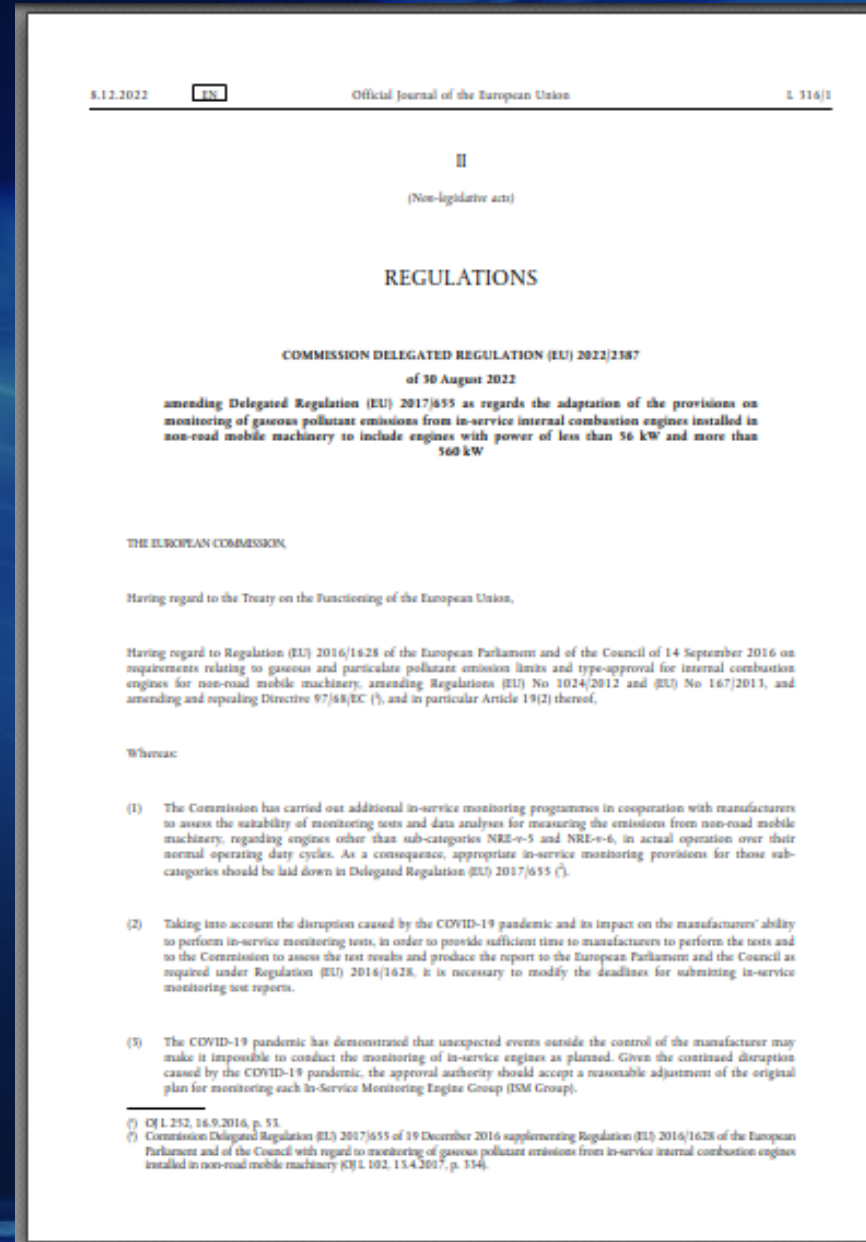 8.12.2022 EN Official Journal of the European Union L 316/1
II
(Non-legislative acts)
REGULATIONS
COMMISSION DELEGATED REGULATION (EU) 2022/2387
of 30 August 2022
amending Delegated Regulation (EU) 2017/655 as regards the adaptation of the provisions on
monitoring of gaseous pollutant emissions from in-service internal combustion engines installed in
non-road mobile machinery to include engines with power of less than 56 kW and more than
560 kW
THE EUROPEAN COMMISSION,
Having regard to the Treaty on the Functioning of the European Union,
Having regard to Regulation (EU) 2016/1628 of the European Parliament and of the Council of 14 September 2016 on
requirements relating to gaseous and particulate pollutant emission limits and type-approval for internal combustion
engines for non-road mobile machinery, amending Regulations (EU) No 1024/2012 and (EU) No 167/2013, and
amending and repealing Directive 97/68/EC (¹), and in particular Article 19(2) thereof,
Whereas:
(1) The Commission has carried out additional in-service monitoring programmes in cooperation with manufacturers
to assess the suitability of monitoring tests and data analyses for measuring the emissions from non-road mobile
machinery, regarding engines other than sub-categories NRE-v-5 and NRE-v-6, in actual operation over their
normal operating duty cycles. As a consequence, appropriate in-service monitoring provisions for those sub-
categories should be laid down in Delegated Regulation (EU) 2017/655 (²).
(2) Taking into account the disruption caused by the COVID-19 pandemic and its impact on the manufacturers' ability
to perform in-service monitoring tests, in order to provide sufficient time to manufacturers to perform the tests and
to the Commission to assess the test results and produce the report to the European Parliament and the Council as
required under Regulation (EU) 2016/1628, it is necessary to modify the deadlines for submitting in-service
monitoring test reports.
(3) The COVID-19 pandemic has demonstrated that unexpected events outside the control of the manufacturer may
make it impossible to conduct the monitoring of in-service engines as planned. Given the continued disruption
caused by the COVID-19 pandemic, the approval authority should accept a reasonable adjustment of the original
plan for monitoring each In-Service Monitoring Engine Group (ISM Group).
(¹) OJ L 252, 16.9.2016, p. 53.
(²) Commission Delegated Regulation (EU) 2017/655 of 19 December 2016 supplementing Regulation (EU) 2016/1628 of the European
Parliament and of the Council with regard to monitoring of gaseous pollutant emissions from in-service internal combustion engines
installed in non-road mobile machinery (OJ L 102, 13.4.2017, p. 334).